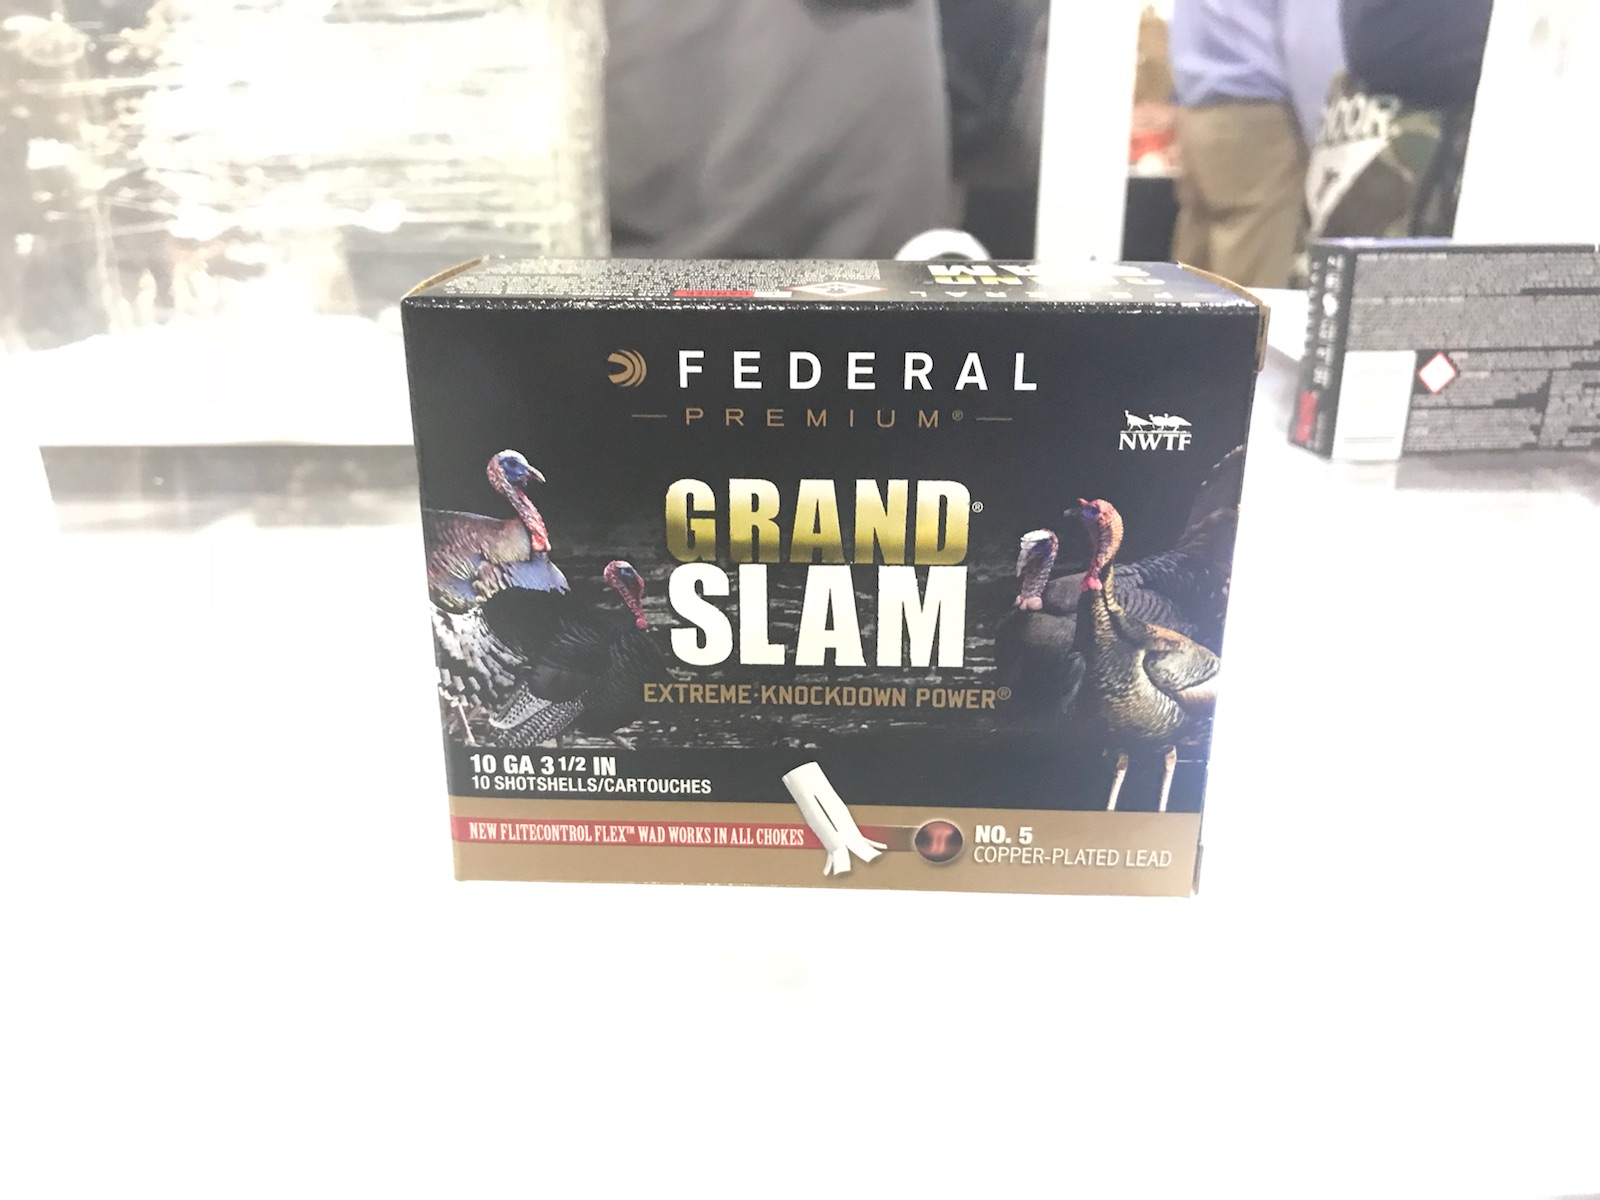 FEDERAL
PREMIUM®
NWTF
GRAND®
SLAM
EXTREME KNOCKDOWN POWER®
10 GA 3 1/2 IN
10 SHOTSHELLS/CARTOUCHES
NEW FLITECONTROL FLEX™ WAD WORKS IN ALL CHOKES
NO. 5
COPPER-PLATED LEAD